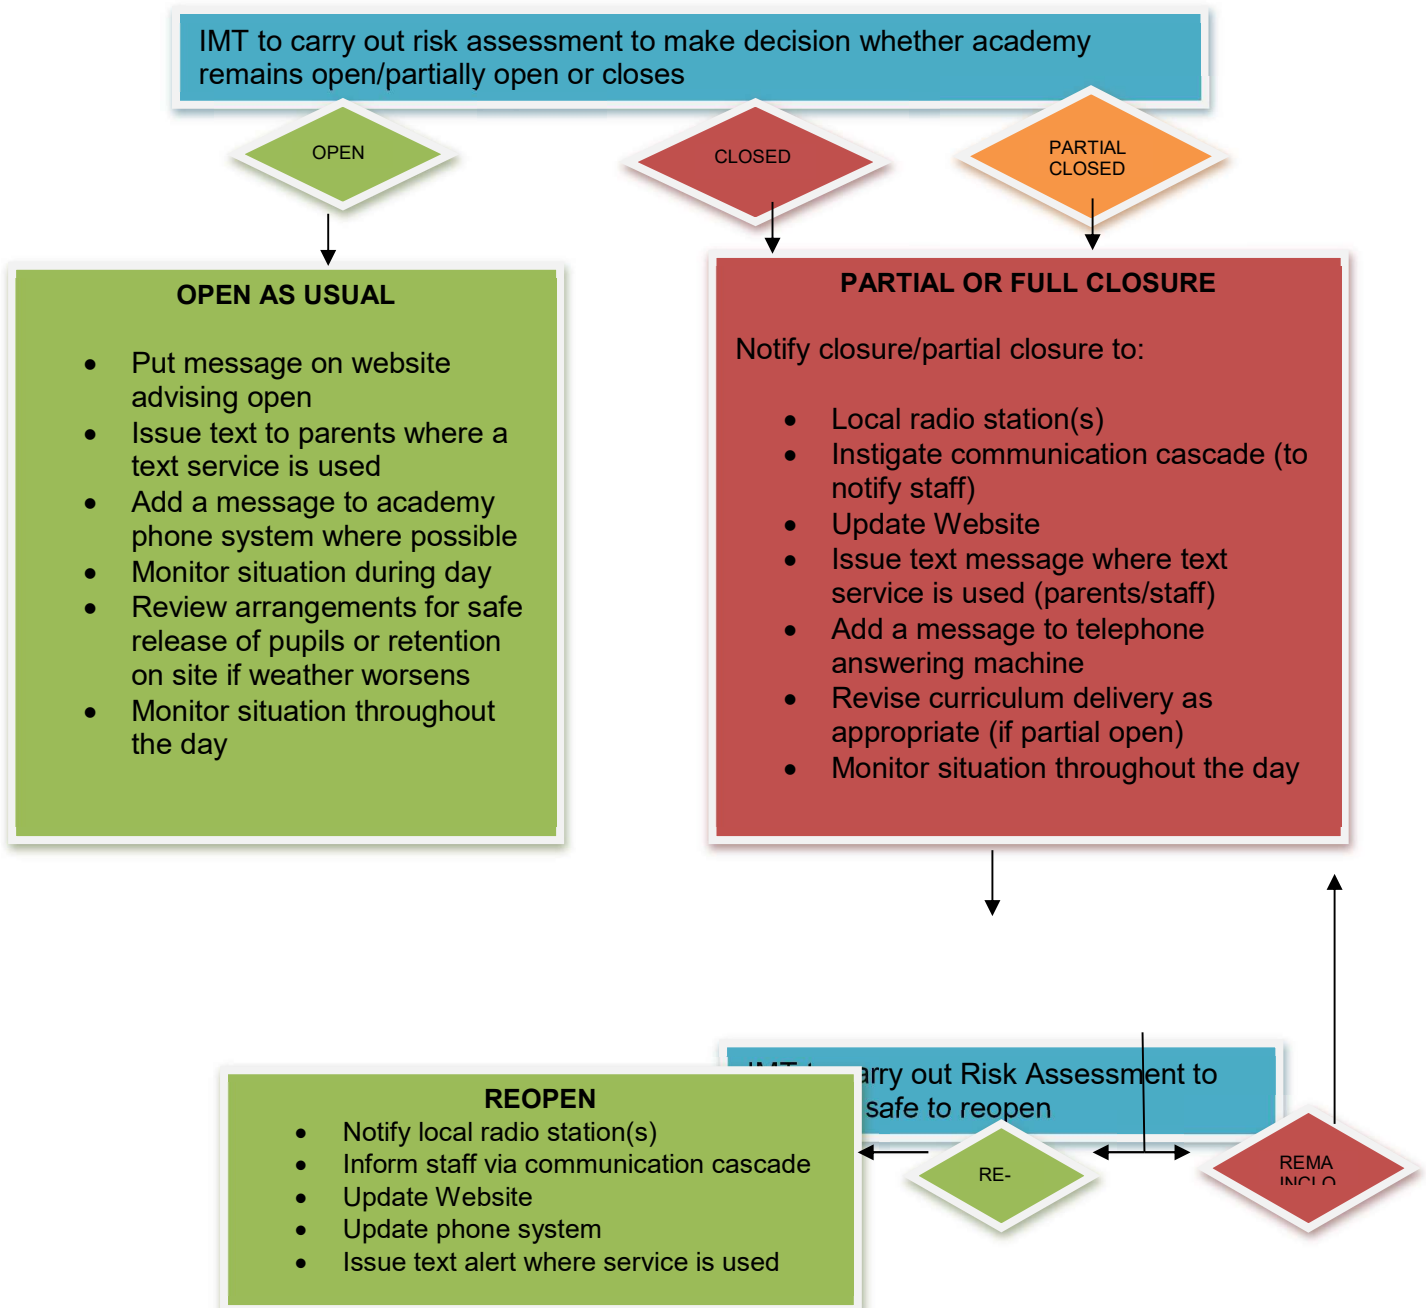 IMT to carry out risk assessment to make decision whether academy
remains open/partially open or closes
OPEN
CLOSED
PARTIAL
CLOSED
OPEN AS USUAL
• Put message on website
advising open
• Issue text to parents where a
text service is used
• Add a message to academy
phone system where possible
• Monitor situation during day
• Review arrangements for safe
release of pupils or retention
on site if weather worsens
• Monitor situation throughout
the day
PARTIAL OR FULL CLOSURE
Notify closure/partial closure to:
• Local radio station(s)
• Instigate communication cascade (to
notify staff)
• Update Website
• Issue text message where text
service is used (parents/staff)
• Add a message to telephone
answering machine
• Revise curriculum delivery as
appropriate (if partial open)
• Monitor situation throughout the day
out Risk Assessment to
safe to reopen
REOPEN
• Notify local radio station(s)
• Inform staff via communication cascade
• Update Website
• Update phone system
• Issue text alert where service is used
RE-
REMA
INCLO